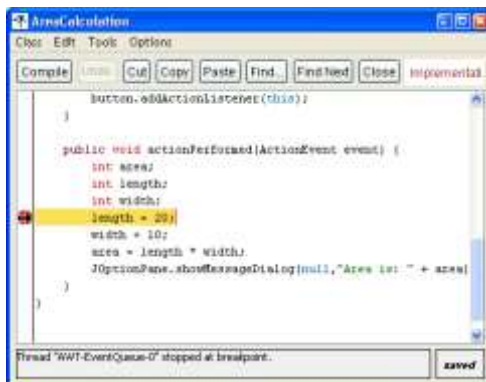 AreaCalculation
Class Edit Tools Options
Compile Undo Cut Copy Paste Find... Find Next Close Implementati
button.addActionListener(this);
}
public void actionPerformed(ActionEvent event) {
int area;
int length;
int width;
length = 20;
width = 10;
area = length * width;
JOptionPane.showMessageDialog(null,"Area is: " + area)
}
}
Thread "AWT-EventQueue-0" stopped at breakpoint.
saved